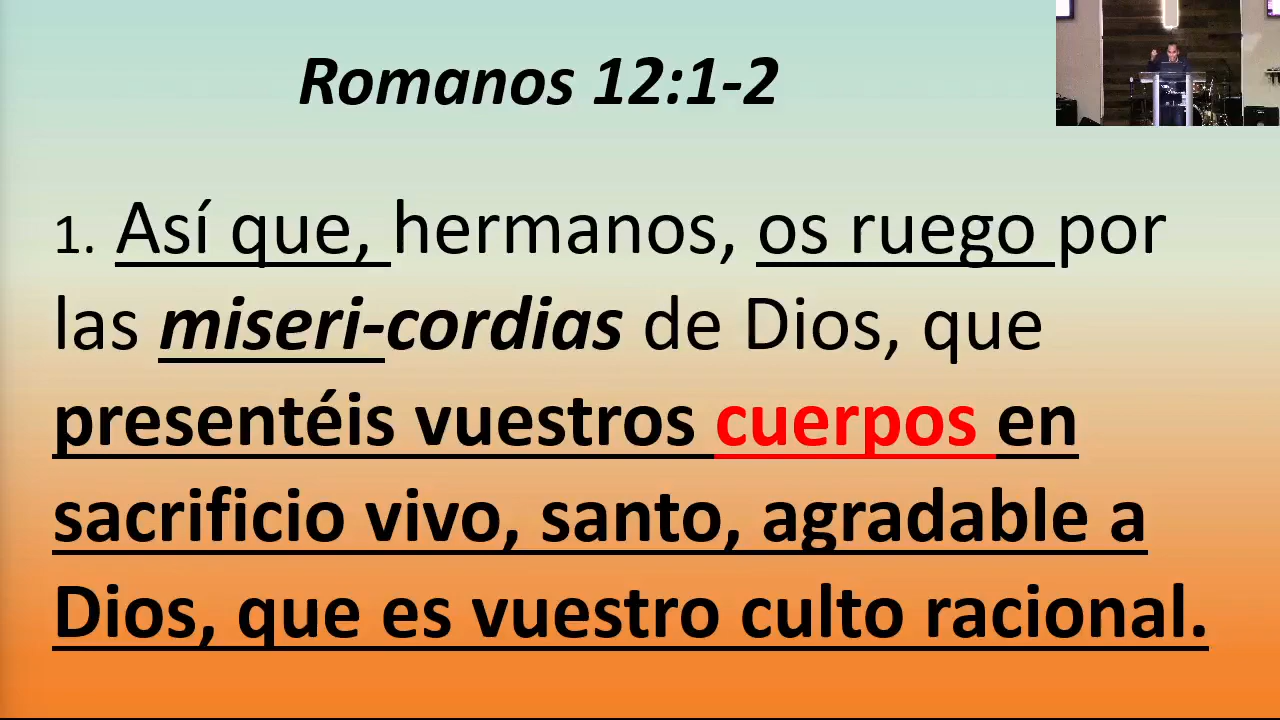 Romanos 12:1-2
1. Así que, hermanos, os ruego por
las miseri-cordias de Dios, que
presentéis vuestros cuerpos en
sacrificio vivo, santo, agradable a
Dios, que es vuestro culto racional.